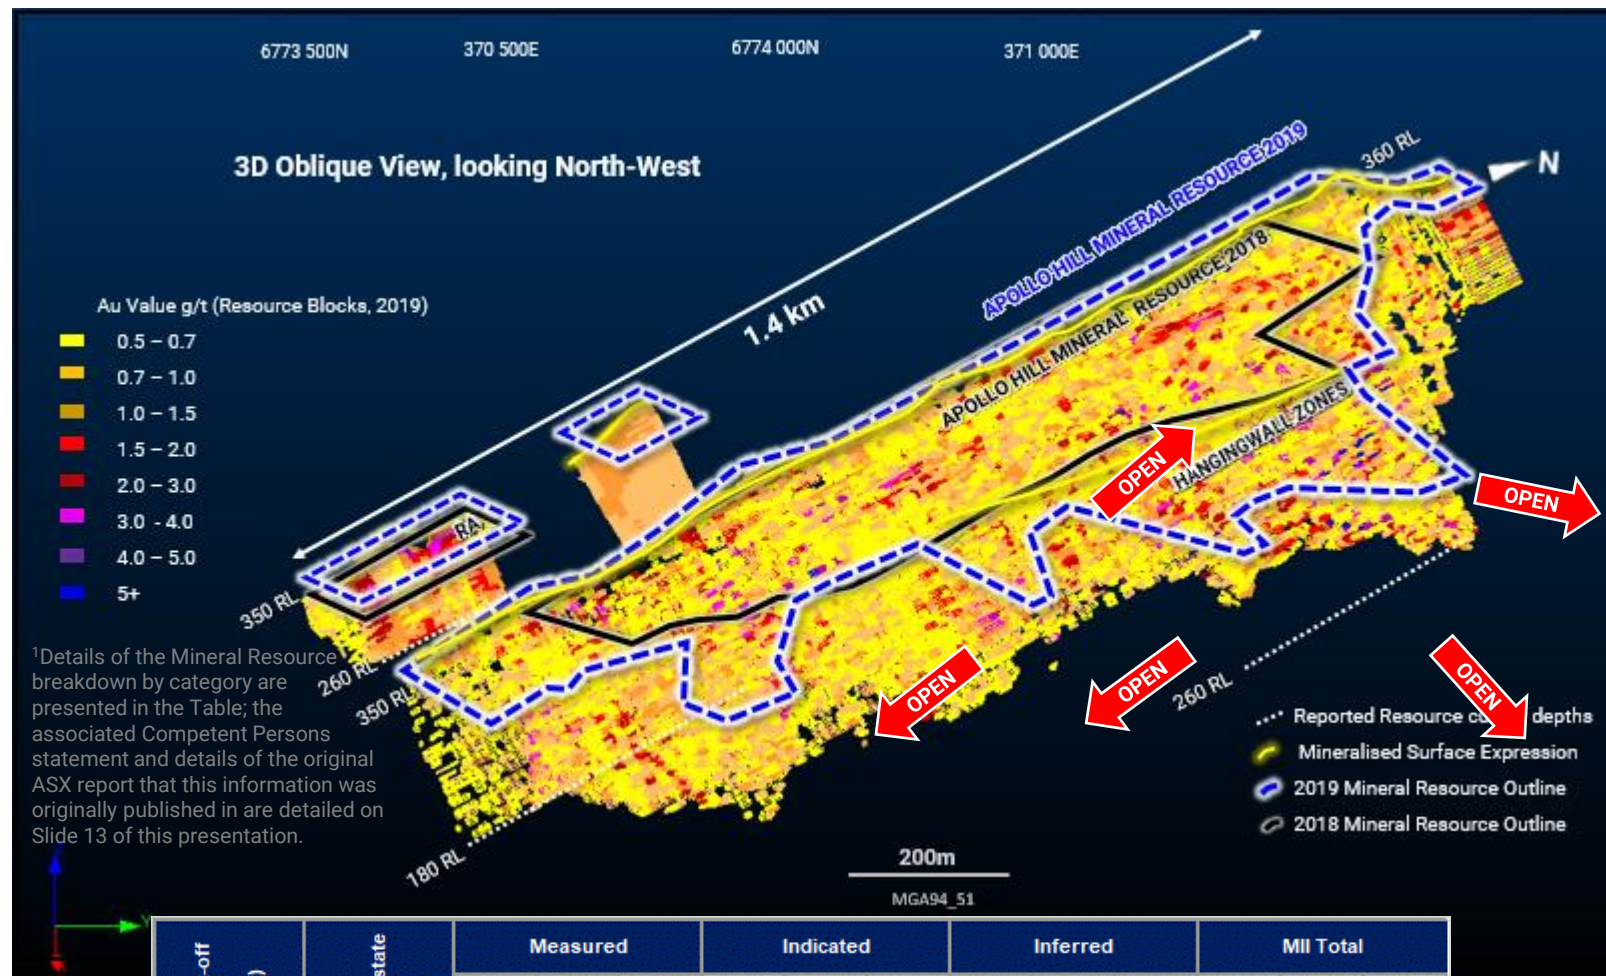 6773 500N
370 500E
6774 000N
371 000E
3D Oblique View, looking North-West
1.4 km
APOLLO HILL MINERAL RESOURCE 2019
360 RL
N
APOLLO HILL MINERAL RESOURCE 2018
HANGINGWALL ZONES
OPEN
OPEN
OPEN
OPEN
OPEN
Au Value g/t (Resource Blocks, 2019)
0.5 – 0.7
0.7 – 1.0
1.0 – 1.5
1.5 – 2.0
2.0 – 3.0
3.0 - 4.0
4.0 – 5.0
5+
RA
350 RL
260 RL
350 RL
180 RL
260 RL
¹Details of the Mineral Resource
breakdown by category are
presented in the Table; the
associated Competent Persons
statement and details of the original
ASX report that this information was
originally published in are detailed on
Slide 13 of this presentation.
Reported Resource depths
Mineralised Surface Expression
2019 Mineral Resource Outline
2018 Mineral Resource Outline
200m
MGA94_51
Y
-off
state
Measured
Indicated
Inferred
MII Total